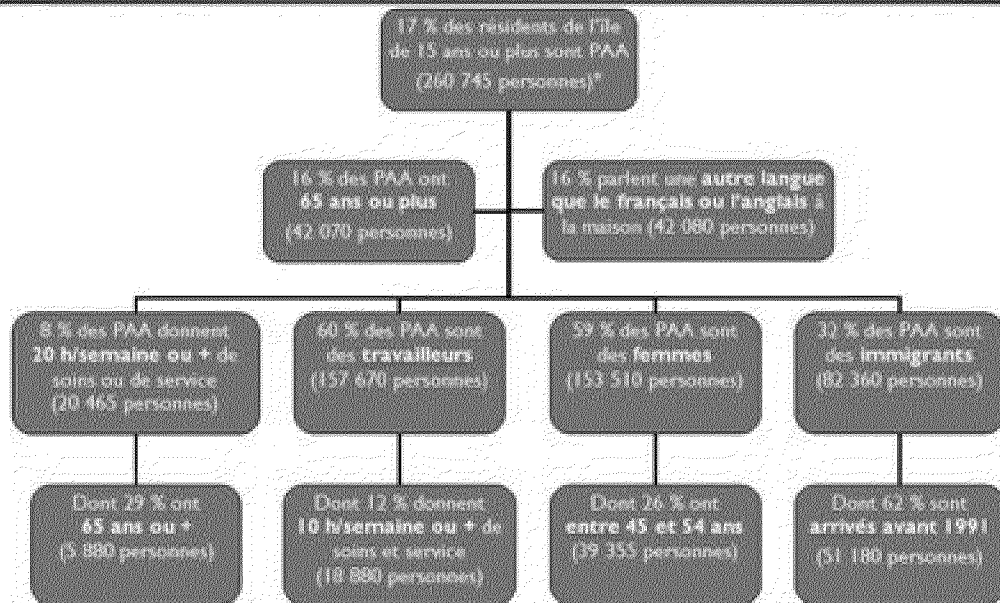 17 % des résidents de l'île
de 15 ans ou plus sont PAA
(260 745 personnes)*
16 % des PAA ont
65 ans ou plus
(42 070 personnes)
16 % parlent une autre langue
que le français ou l'anglais à
la maison (42 080 personnes)
8 % des PAA donnent
20 h/semaine ou + de
soins ou de service
(20 465 personnes)
60 % des PAA sont
des travailleurs
(157 670 personnes)
59 % des PAA sont
des femmes
(153 510 personnes)
32 % des PAA sont
des immigrants
(82 360 personnes)
Dont 29 % ont
65 ans ou +
(5 880 personnes)
Dont 12 % donnent
10 h/semaine ou + de
soins et service
(18 880 personnes)
Dont 26 % ont
entre 45 et 54 ans
(39 355 personnes)
Dont 62 % sont
arrivés avant 1991
(51 180 personnes)